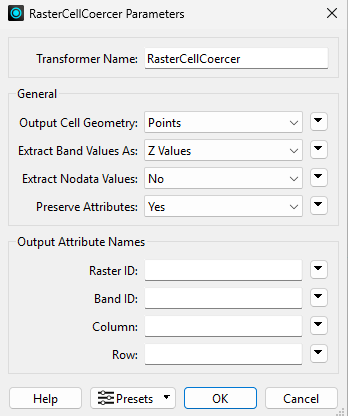 RasterCellCoercer Parameters
Transformer Name: RasterCellCoercer
General
Output Cell Geometry: Points
Extract Band Values As: Z Values
Extract Nodata Values: No
Preserve Attributes: Yes
Output Attribute Names
Raster ID:
Band ID:
Column:
Row:
Help Presets OK Cancel